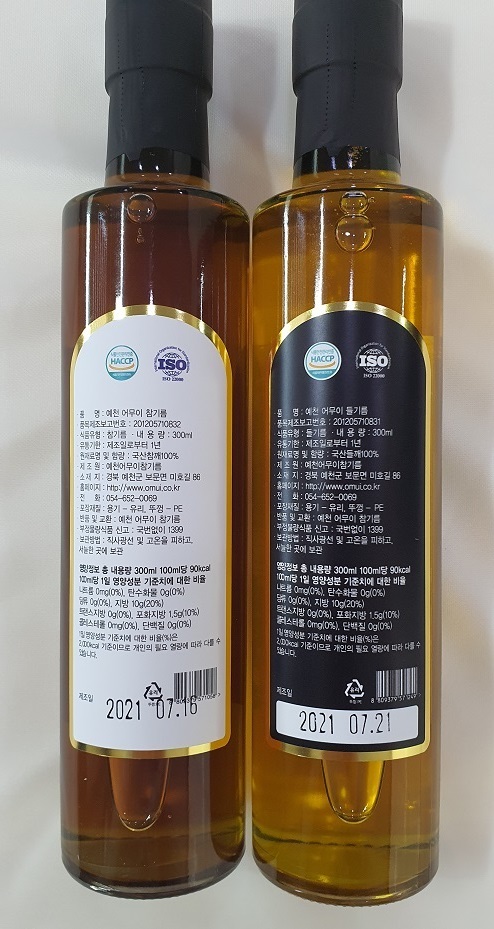 식품안전관리인증
HACCP
ISO
ISO 22000
품 명 : 예천 어무이 참기름
품목제조보고번호 : 201205710832
식품유형 : 참기름 · 내 용 량 : 300ml
유통기한 : 제조일로부터 1년
원재료명 및 함량 : 국산참깨100%
제 조 원 : 예천어무이참기름
소 재 지 : 경북 예천군 보문면 미호길 86
홈페이지 : http://www.omui.co.kr
전 화 : 054-652-0069
포장재질 : 용기 - 유리, 뚜껑 - PE
반품 및 교환 : 예천 어무이 참기름
부정불량식품 신고 : 국번없이 1399
보관방법 : 직사광선 및 고온을 피하고,
서늘한 곳에 보관
영양정보 총 내용량 300ml 100ml당 90kcal
100ml당 1일 영양성분 기준치에 대한 비율
나트륨 0mg(0%), 탄수화물 0g(0%)
당류 0g(0%), 지방 10g(20%)
트랜스지방 0g(0%), 포화지방 1.5g(10%)
콜레스테롤 0mg(0%), 단백질 0g(0%)
1일 영양성분 기준치에 대한 비율(%)은
2,000kcal 기준이므로 개인의 필요 열량에 따라 다를 수
있습니다.
유리
제조일
2021 07.16
식품안전관리인증
HACCP
ISO
ISO 22000
품 명 : 예천 어무이 들기름
품목제조보고번호 : 201205710831
식품유형 : 들기름 · 내 용 량 : 300ml
유통기한 : 제조일로부터 1년
원재료명 및 함량 : 국산들깨100%
제 조 원 : 예천어무이참기름
소 재 지 : 경북 예천군 보문면 미호길 86
홈페이지 : http://www.omui.co.kr
전 화 : 054-652-0069
포장재질 : 용기 - 유리, 뚜껑 - PE
반품 및 교환 : 예천 어무이 참기름
부정불량식품 신고 : 국번없이 1399
보관방법 : 직사광선 및 고온을 피하고,
서늘한 곳에 보관
영양정보 총 내용량 300ml 100ml당 90kcal
100ml당 1일 영양성분 기준치에 대한 비율
나트륨 0mg(0%), 탄수화물 0g(0%)
당류 0g(0%), 지방 10g(20%)
트랜스지방 0g(0%), 포화지방 1.5g(10%)
콜레스테롤 0mg(0%), 단백질 0g(0%)
1일 영양성분 기준치에 대한 비율(%)은
2,000kcal 기준이므로 개인의 필요 열량에 따라 다를 수
있습니다.
유리
제조일
2021 07.21